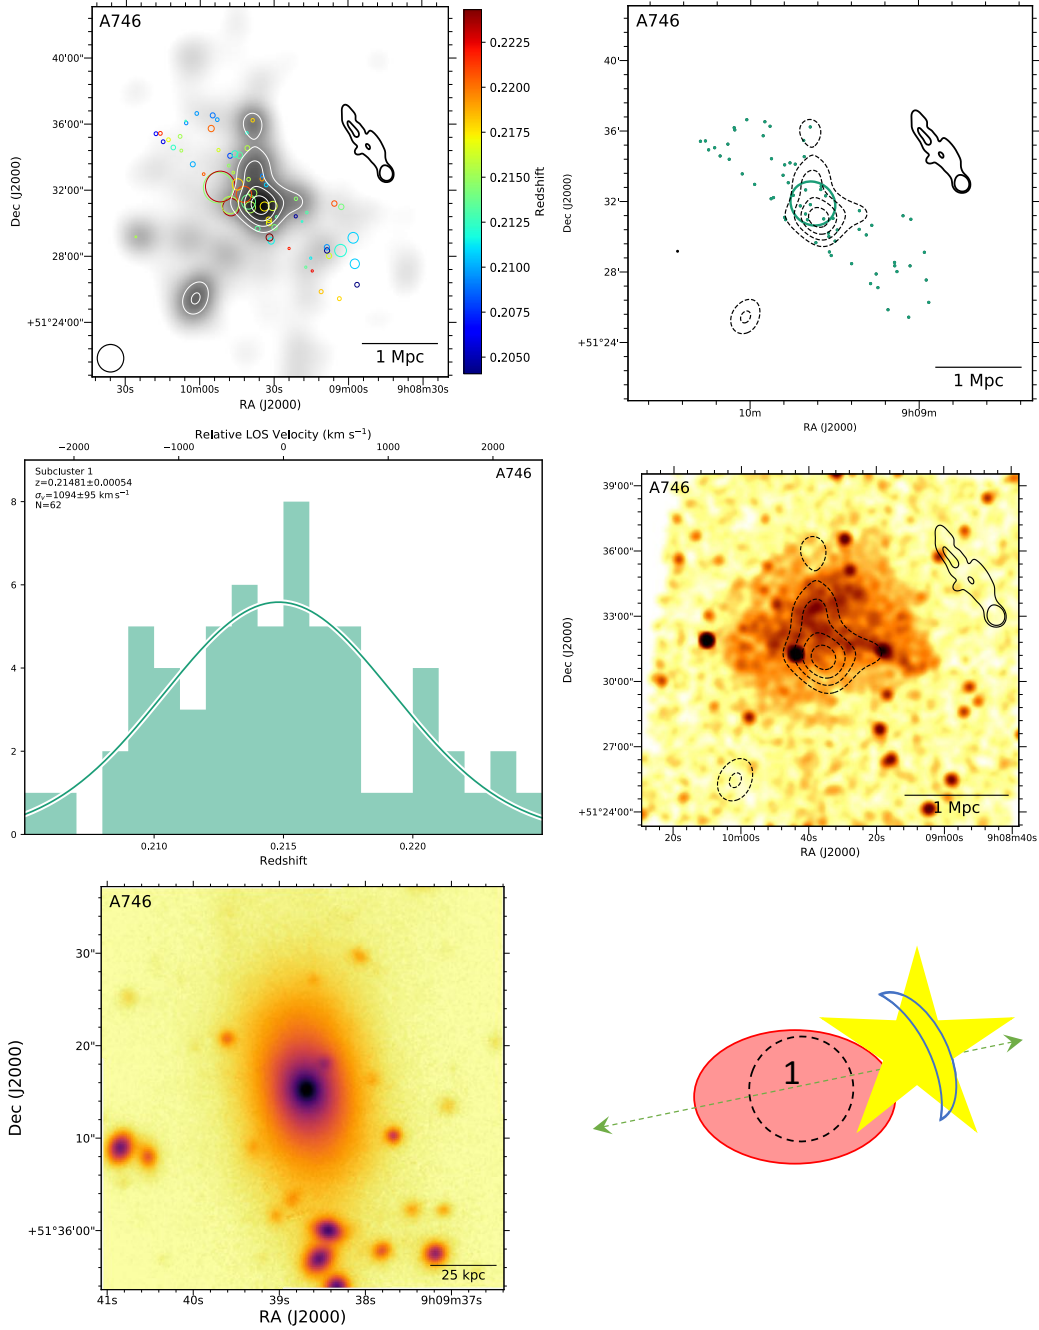 A746
40'00"
36'00"
32'00"
28'00"
+51°24'00"
Dec (J2000)
30s
10m00s
30s
09m00s
9h08m30s
RA (J2000)
1 Mpc
0.2225
0.2200
0.2175
0.2150
0.2125
0.2100
0.2075
0.2050
Redshift
A746
40'
36'
32'
28'
+51°24'
Dec (J2000)
10m
9h09m
RA (J2000)
1 Mpc
Relative LOS Velocity (km s⁻¹)
−2000
−1000
0
1000
2000
Subcluster 1
z=0.21481±0.00054
σᵥ=1094±95 km s⁻¹
N=62
A746
8
6
4
2
0
0.210
0.215
0.220
Redshift
A746
39'00"
36'00"
33'00"
30'00"
27'00"
+51°24'00"
Dec (J2000)
20s
10m00s
40s
20s
09m00s
9h08m40s
RA (J2000)
1 Mpc
A746
30"
20"
10"
+51°36'00"
Dec (J2000)
41s
40s
39s
38s
9h09m37s
RA (J2000)
25 kpc
1